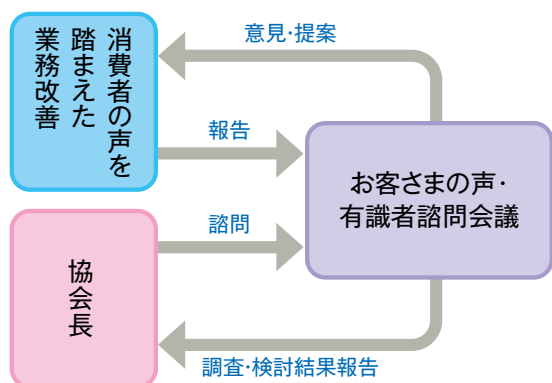 消費者の声を
踏まえた
業務改善
意見・提案
報告
お客さまの声・
有識者諮問会議
諮問
協会長
調査・検討結果報告